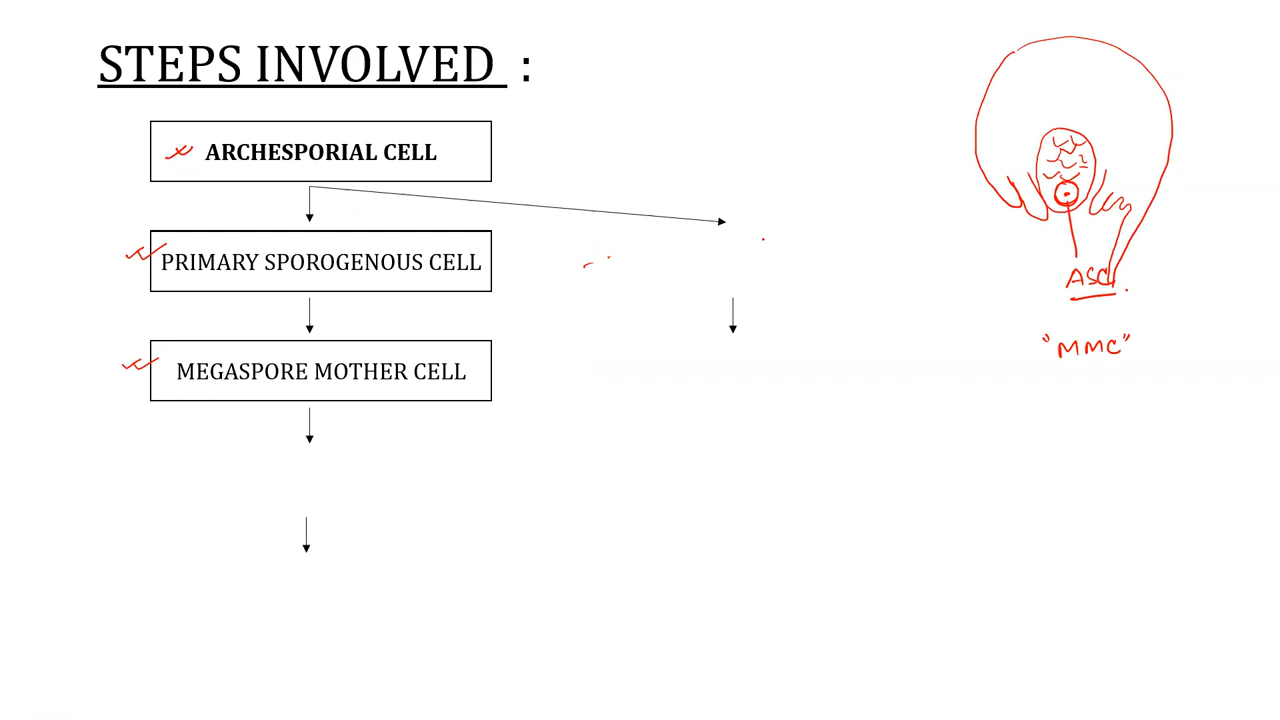 STEPS INVOLVED :
ARCHESPORIAL CELL
PRIMARY SPOROGENOUS CELL
MEGASPORE MOTHER CELL
ASC
"MMC"